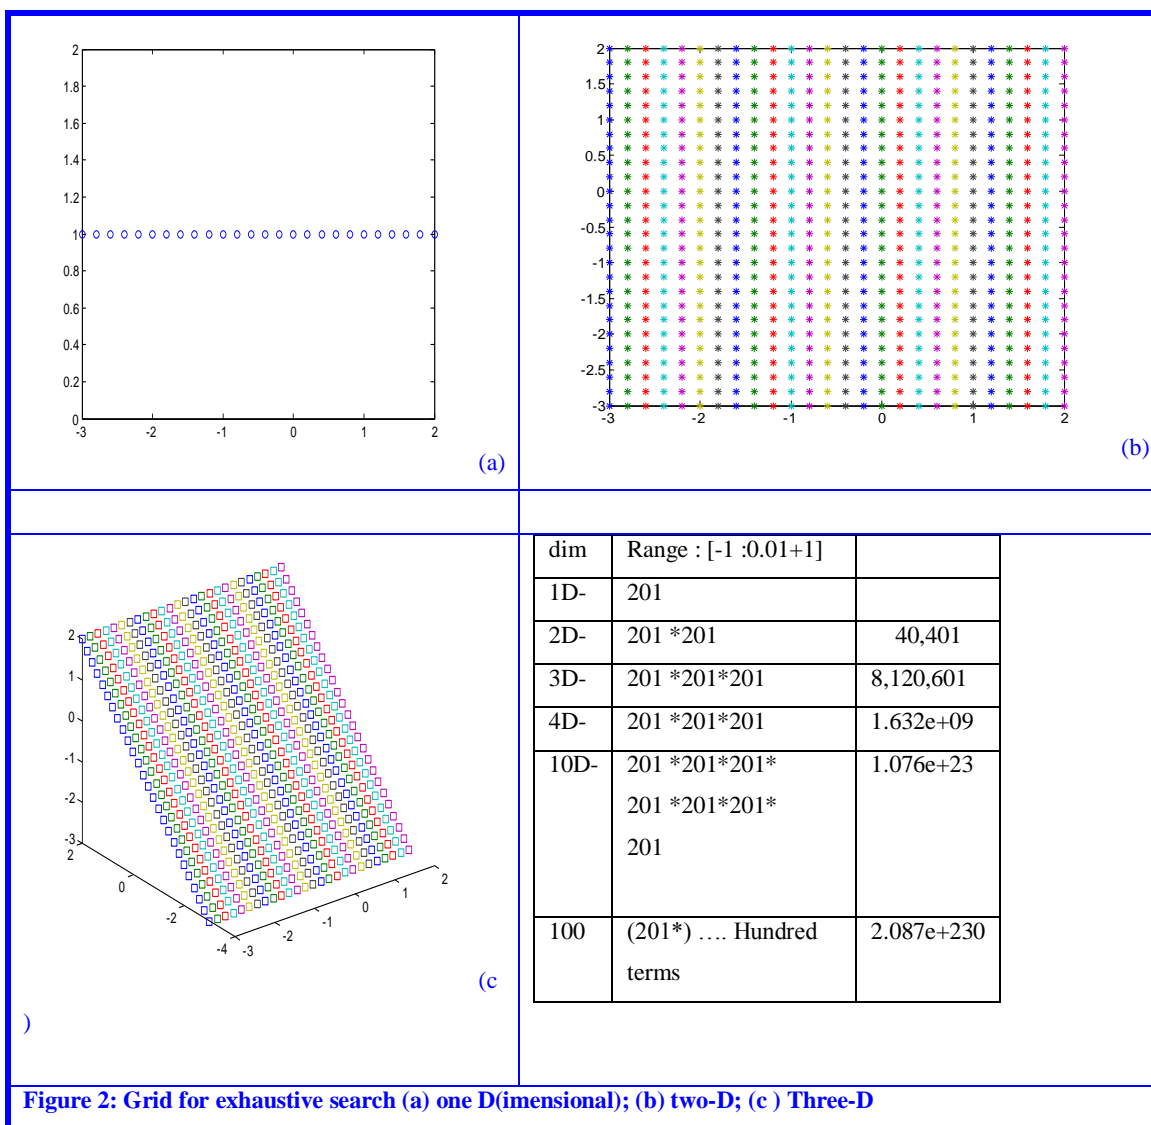 2
1.8
1.6
1.4
1.2
1
0.8
0.6
0.4
0.2
0
-3 -2 -1 0 1 2
(a)
2
1.5
1
0.5
0
-0.5
-1
-1.5
-2
-2.5
-3
-3 -2 -1 0 1 2
(b)
2
1
0
-1
-2
-3
2
0
-2
-4
-3
-2
-1
0
1
2
(c
)
dim Range : [-1 :0.01+1]
1D- 201
2D- 201 *201 40,401
3D- 201 *201*201 8,120,601
4D- 201 *201*201 1.632e+09
10D- 201 *201*201* 1.076e+23
201 *201*201*
201
100 (201*) .... Hundred 2.087e+230
terms
Figure 2: Grid for exhaustive search (a) one D(imensional); (b) two-D; (c ) Three-D